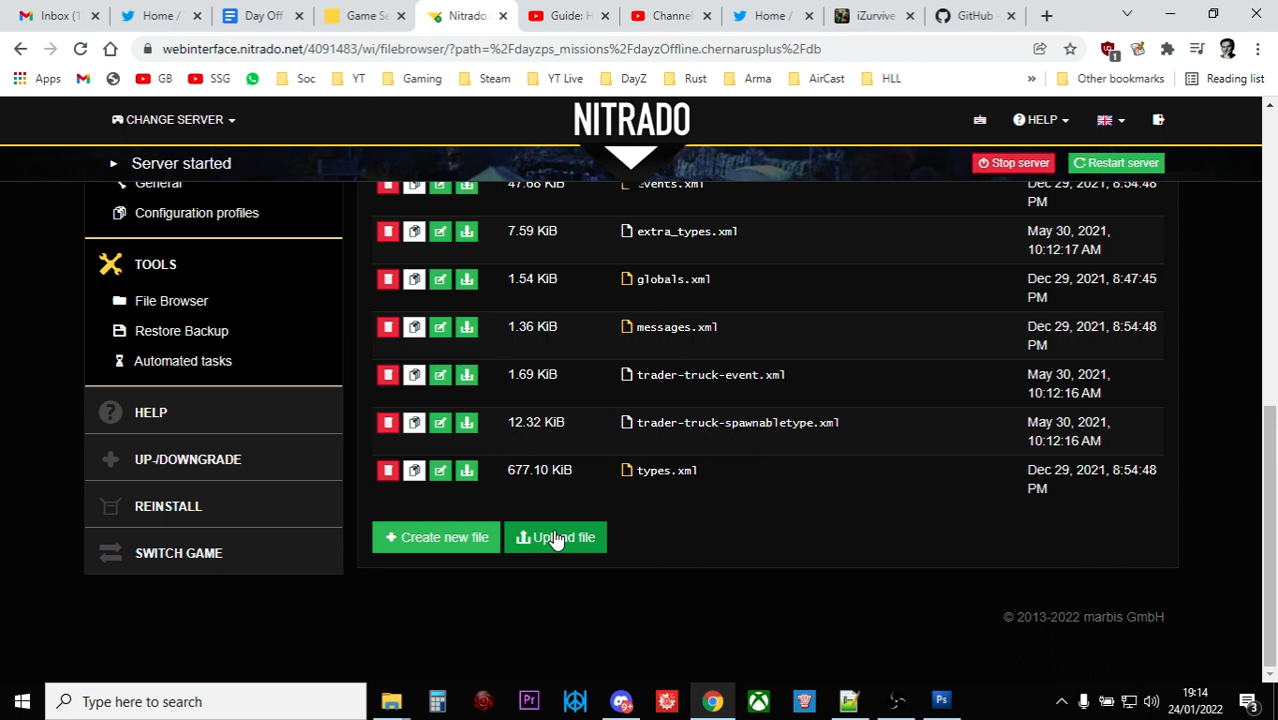 Inbox (1
Home /
Day Off
Game Se
Nitrado.
Guide: H
Channel
Home /
iZurvive
GitHub
webinterface.nitrado.net/4091483/wi/filebrowser/?path=%2Fdayzps_missions%2FdayzOffline.chernarusplus%2Fdb
Apps
GB
SSG
Soc
YT
Gaming
Steam
YT Live
DayZ
Rust
Arma
AirCast
HLL
»
Other bookmarks
Reading list
CHANGE SERVER
NITRADO
HELP
Server started
Stop server
Restart server
General
Configuration profiles
TOOLS
File Browser
Restore Backup
Automated tasks
HELP
UP-/DOWNGRADE
REINSTALL
SWITCH GAME
47.68 KiB events.xml Dec 29, 2021, 8:54:48
PM
7.59 KiB extra_types.xml May 30, 2021,
10:12:17 AM
1.54 KiB globals.xml Dec 29, 2021, 8:47:45
PM
1.36 KiB messages.xml Dec 29, 2021, 8:54:48
PM
1.69 KiB trader-truck-event.xml May 30, 2021,
10:12:16 AM
12.32 KiB trader-truck-spawnabletype.xml May 30, 2021,
10:12:16 AM
677.10 KiB types.xml Dec 29, 2021, 8:54:48
PM
+ Create new file
Upload file
© 2013-2022 marbis GmbH
Type here to search
9+
Pr
Ps
19:14
24/01/2022
3